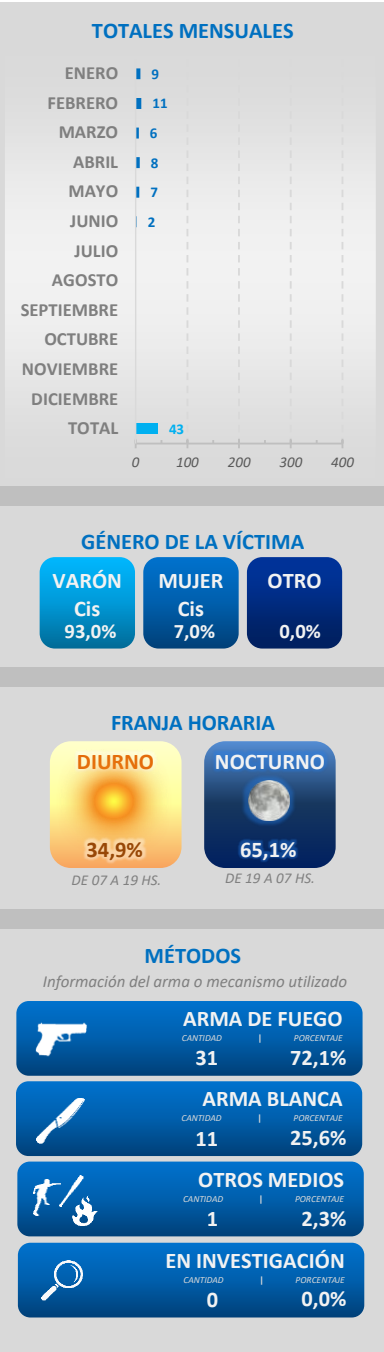 TOTALES MENSUALES
ENERO 9
FEBRERO 11
MARZO 6
ABRIL 8
MAYO 7
JUNIO 2
JULIO
AGOSTO
SEPTIEMBRE
OCTUBRE
NOVIEMBRE
DICIEMBRE
TOTAL 43
0 100 200 300 400
GÉNERO DE LA VÍCTIMA
VARÓN MUJER OTRO
Cis Cis
93,0% 7,0% 0,0%
FRANJA HORARIA
DIURNO NOCTURNO
34,9% 65,1%
DE 07 A 19 HS. DE 19 A 07 HS.
MÉTODOS
Información del arma o mecanismo utilizado
ARMA DE FUEGO
CANTIDAD | PORCENTAJE
31 72,1%
ARMA BLANCA
CANTIDAD | PORCENTAJE
11 25,6%
OTROS MEDIOS
CANTIDAD | PORCENTAJE
1 2,3%
EN INVESTIGACIÓN
CANTIDAD | PORCENTAJE
0 0,0%